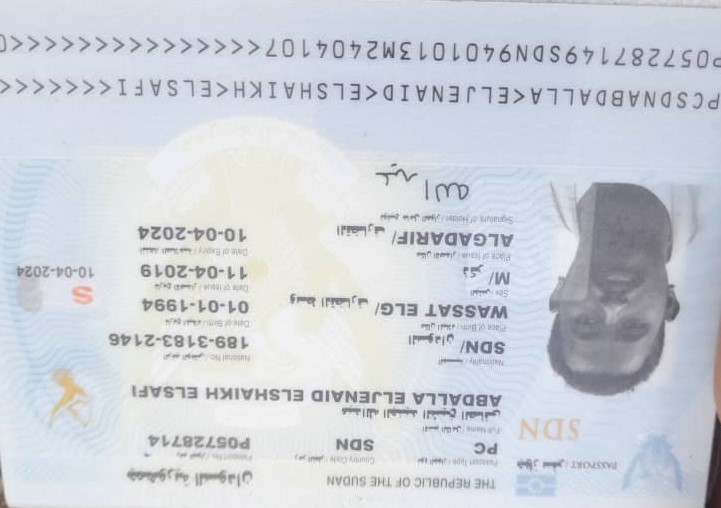 THE REPUBLIC OF THE SUDAN جمهورية السودان
PASSPORT / جواز سفر
Passport Type / نوع الجواز Country Code / رمز القطر Passport No. / رقم الجواز
PC SDN P05728714
SDN
Full Name / الاسم الكامل
عبدالله الجنيد الشيخ الصافى
ABDALLA ELJENAID ELSHAIKH ELSAFI
Nationality / الجنسية National No. / الرقم الوطني
SDN/ السودان 189-3183-2146
Place of Birth / مكان الميلاد Date of Birth / تاريخ الميلاد
WASSAT ELG/ وسط القضارف 01-01-1994
Sex / الجنس Date of Issue / تاريخ الاصدار
M/ ذكر 11-04-2019
S
10-04-2024
Place of Issue / مكان الاصدار Date of Expiry /
ALGADARIF/ القضارف 10-04-2024
Signature of Holder / توقيع حامل الجواز
عبد الله
PCSDNABDALLA<ELJENAID<ELSHAIKH<ELSAFI<<<<<<<
P057287149SDN9401013M2404107<<<<<<<<<<<<<<<0